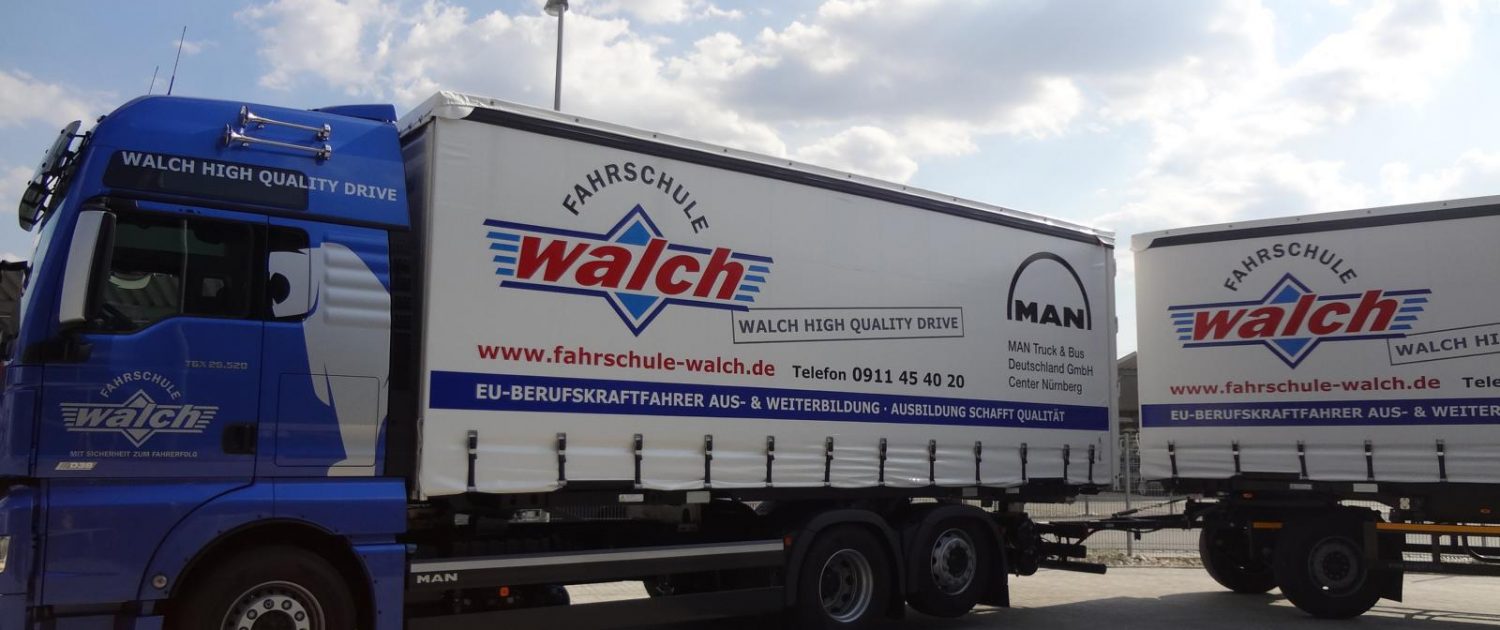 WALCH HIGH QUALITY DRIVE
TGX 26.520
FAHRSCHULE
walch
MIT SICHERHEIT ZUM FAHRERFOLG
D38
MAN
FAHRSCHULE
walch
WALCH HIGH QUALITY DRIVE
www.fahrschule-walch.de
Telefon 0911 45 40 20
EU-BERUFSKRAFTFAHRER AUS- & WEITERBILDUNG · AUSBILDUNG SCHAFFT QUALITÄT
MAN
MAN Truck & Bus
Deutschland GmbH
Center Nürnberg
FAHRSCHULE
walch
WALCH HI
www.fahrschule-walch.de
Tele
EU-BERUFSKRAFTFAHRER AUS- & WEITERB